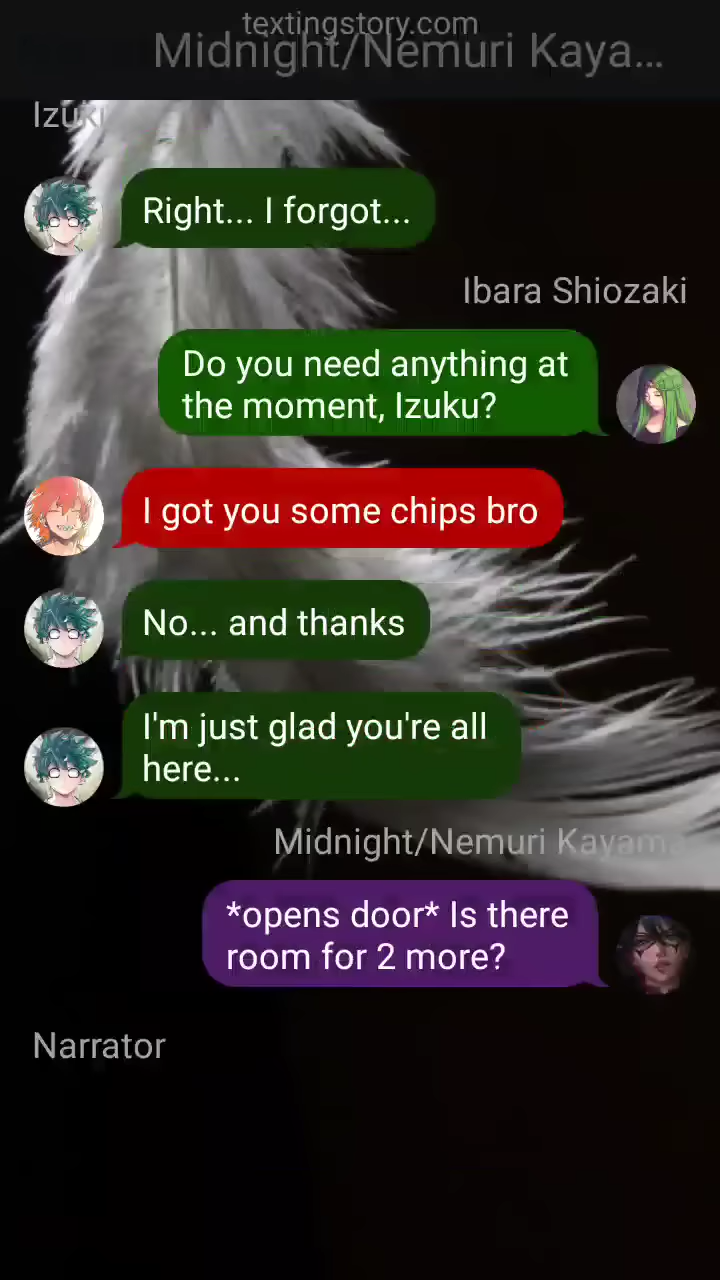 textingstory.com
Midnight/Nemuri Kaya...
Izuku
Right... I forgot...
Ibara Shiozaki
Do you need anything at
the moment, Izuku?
I got you some chips bro
No... and thanks
I'm just glad you're all
here...
Midnight/Nemuri Kayama
*opens door* Is there
room for 2 more?
Narrator